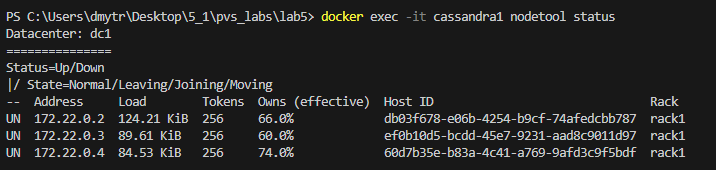 PS C:\Users\dmytr\Desktop\5_1\pvs_labs\lab5> docker exec -it cassandra1 nodetool status
Datacenter: dc1
===============
Status=Up/Down
|/ State=Normal/Leaving/Joining/Moving
--  Address     Load        Tokens  Owns (effective)  Host ID                               Rack
UN  172.22.0.2  124.21 KiB  256     66.0%             db03f678-e06b-4254-b9cf-74afedcbb787  rack1
UN  172.22.0.3  89.61 KiB   256     60.0%             ef0b10d5-bcdd-45e7-9231-aad8c9011d97  rack1
UN  172.22.0.4  84.53 KiB   256     74.0%             60d7b35e-b83a-4c41-a769-9afd3c9f5bdf  rack1